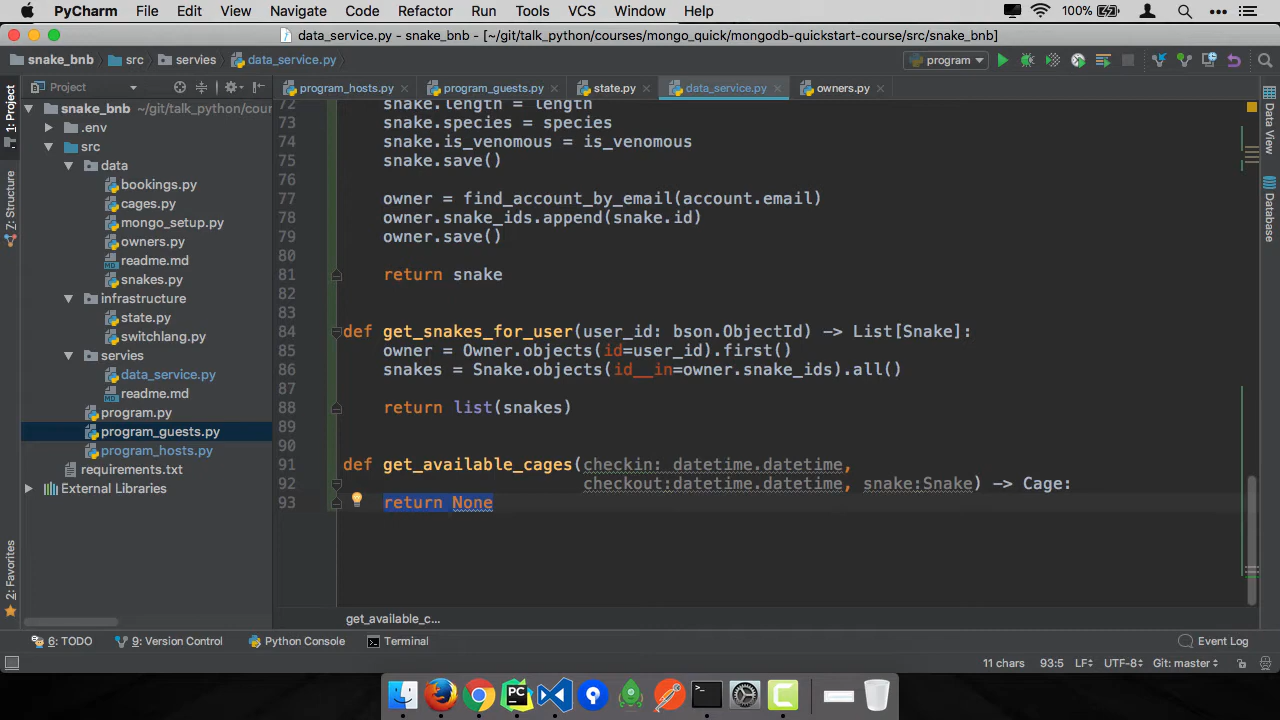 PyCharm File Edit View Navigate Code Refactor Run Tools VCS Window Help 100%
data_service.py - snake_bnb - [~/git/talk_python/courses/mongo_quick/mongodb-quickstart-course/src/snake_bnb]
snake_bnb src servies data_service.py program
1: Project
Z: Structure
2: Favorites
Data View
Database
Project
program_hosts.py program_guests.py state.py data_service.py owners.py
snake_bnb ~/git/talk_python/cour
.env
src
data
bookings.py
cages.py
mongo_setup.py
owners.py
readme.md
snakes.py
infrastructure
state.py
switchlang.py
servies
data_service.py
readme.md
program.py
program_guests.py
program_hosts.py
requirements.txt
External Libraries
72 snake.length = length
73 snake.species = species
74 snake.is_venomous = is_venomous
75 snake.save()
76
77 owner = find_account_by_email(account.email)
78 owner.snake_ids.append(snake.id)
79 owner.save()
80
81 return snake
82
83
84 def get_snakes_for_user(user_id: bson.ObjectId) -> List[Snake]:
85 owner = Owner.objects(id=user_id).first()
86 snakes = Snake.objects(id__in=owner.snake_ids).all()
87
88 return list(snakes)
89
90
91 def get_available_cages(checkin: datetime.datetime,
92 checkout:datetime.datetime, snake:Snake) -> Cage:
93 return None
get_available_c...
6: TODO 9: Version Control Python Console Terminal Event Log
11 chars 93:5 LF÷ UTF-8÷ Git: master÷
PC